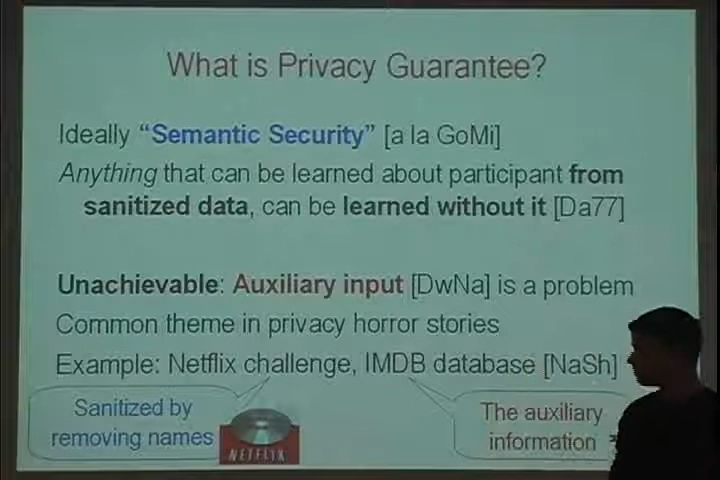 What is Privacy Guarantee?
Ideally “Semantic Security” [a la GoMi]
Anything that can be learned about participant from
sanitized data, can be learned without it [Da77]
Unachievable: Auxiliary input [DwNa] is a problem
Common theme in privacy horror stories
Example: Netflix challenge, IMDB database [NaSh]
Sanitized by
removing names
NETFLIX
The auxiliary
information